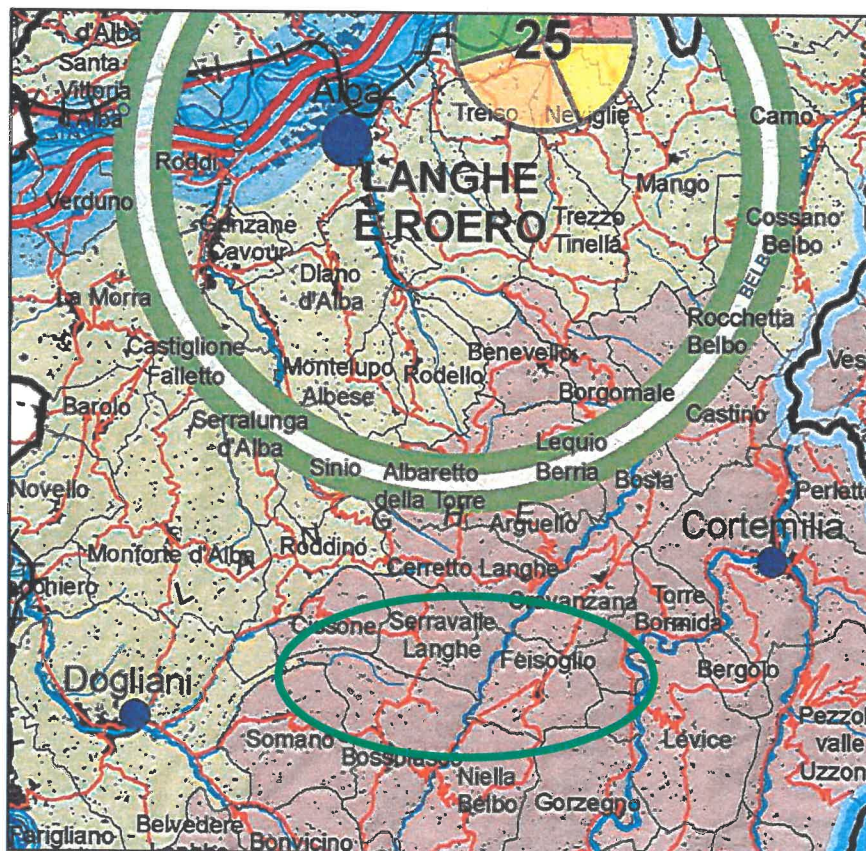 d'Alba
Santa
Vittoria
d'Alba
25
Alba
Treiso
Neviglie
Camo
Roddi
LANGHE
E ROERO
Mango
Verduno
Grinzane
Cavour
Trezzo
Tinella
Cossano
Belbo
BELBO
La Morra
Diano
d'Alba
Rocchetta
Belbo
Castiglione
Falletto
Benevello
Montelupo
Albese
Rodello
Borgomale
Barolo
Castino
Serralunga
d'Alba
Lequio
Berria
Sinio
Albaretto
della Torre
Bosia
Novello
Perlett
L A N G H E
Arguello
Cortemilia
Monforte d'Alba
Roddino
Cerretto Langhe
Cravanzana
Torre
Bormida
Cissone
Serravalle
Langhe
Feisoglio
Bergolo
Dogliani
Somano
Bossolasco
Levice
Pezzol
valle
Uzzon
Niella
Belbo
Gorzegno
Belvedere
Bonvicino
Farigliano